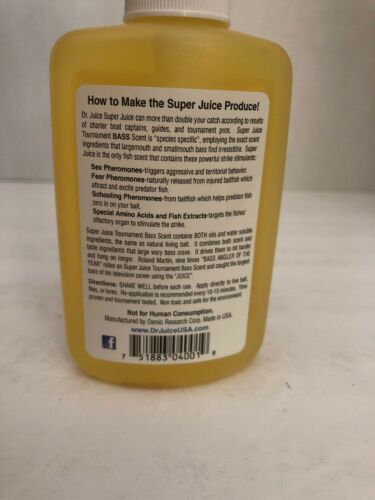 How to Make the Super Juice Produce!
Dr. Juice Super Juice can more than double your catch according to results
of charter boat captains, guides, and tournament pros. Super Juice
Tournament BASS Scent is "species specific", employing the exact scent
ingredients that largemouth and smallmouth bass find irresistible. Super
Juice is the only fish scent that contains these powerful strike stimulants:
Sex Pheromones-triggers aggressive and territorial behavior.
Fear Pheromones-naturally released from injured baitfish which
attract and excite predator fish.
Schooling Pheromones-from baitfish which helps predator fish
zero in on your bait.
Special Amino Acids and Fish Extracts-targets the fishes'
olfactory organ to stimulate the strike.
Super Juice Tournament Bass Scent contains BOTH oils and water soluble
ingredients, the same as natural living bait. It combines both scent and
taste ingredients that large wary bass crave. It drives them to hit harder
and hang on longer. Roland Martin, nine times "BASS ANGLER OF THE
YEAR" relies on Super Juice Tournament Bass Scent and caught the largest
bass of his television career using the "JUICE".
Directions: SHAKE WELL before each use. Apply directly to live bait,
flies, or lures. Re-application is recommended every 10-15 minutes. Time
proven and tournament tested. Non toxic and safe for the environment.
Not for Human Consumption.
Manufactured by Osmic Research Corp. Made in USA.
www.DrJuiceUSA.com
f
7 51883 04001 9